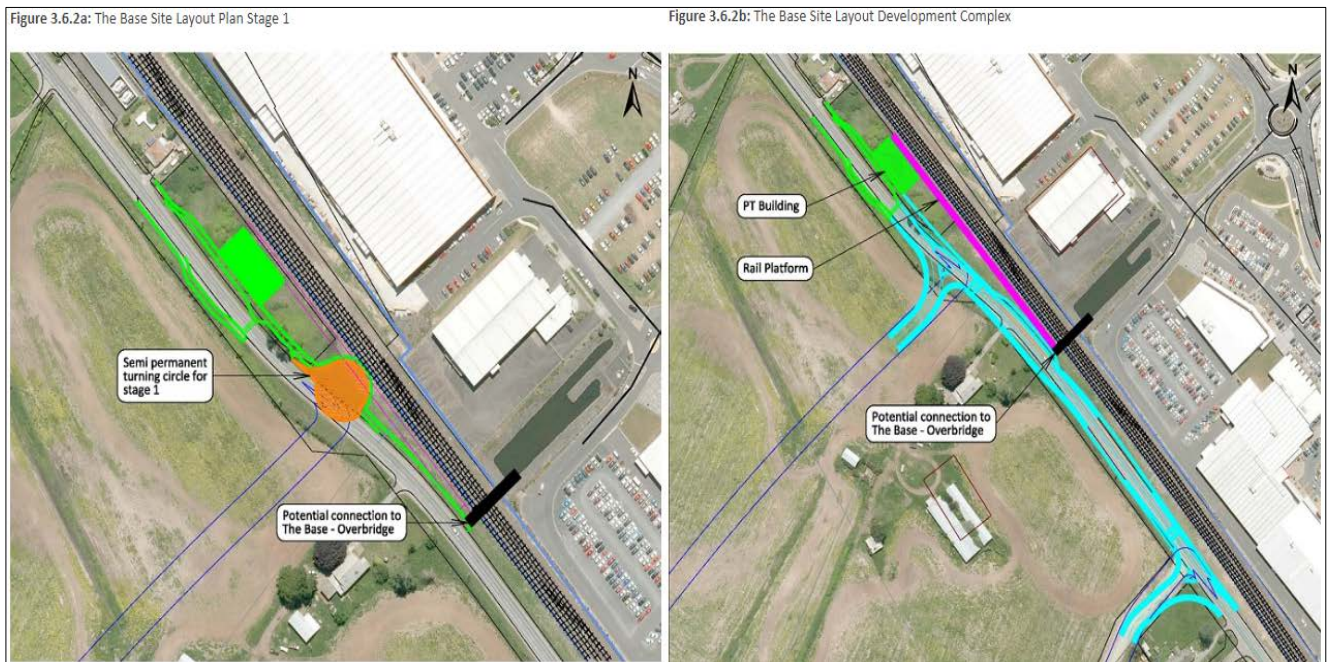 Figure 3.6.2a: The Base Site Layout Plan Stage 1
N
Semi permanent
turning circle for
stage 1
Potential connection to
The Base - Overbridge
Figure 3.6.2b: The Base Site Layout Development Complex
N
PT Building
Rail Platform
Potential connection to
The Base - Overbridge